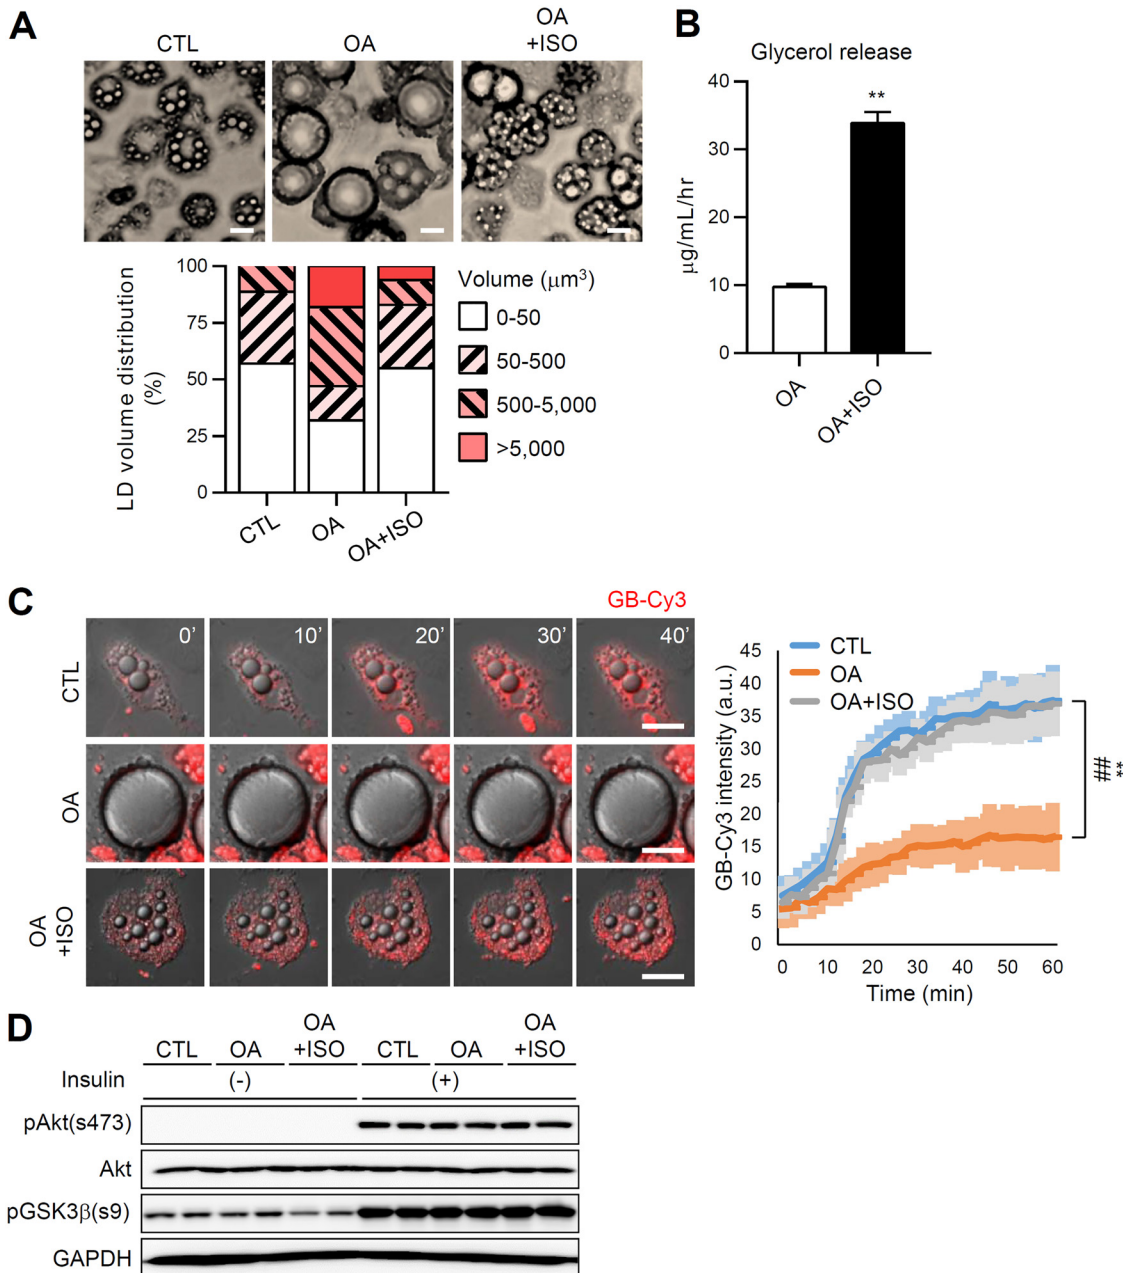 A
CTL
OA
OA
+ISO
LD volume distribution
(%)
100
75
50
25
0
CTL
OA
OA+ISO
Volume (μm³)
0-50
50-500
500-5,000
>5,000
B
Glycerol release
μg/mL/hr
40
30
20
10
0
**
OA
OA+ISO
C
GB-Cy3
CTL
0’
10’
20’
30’
40’
OA
OA
+ISO
GB-Cy3 intensity (a.u.)
45
40
35
30
25
20
15
10
5
0
CTL
OA
OA+ISO
**
##
0
10
20
30
40
50
60
Time (min)
D
CTL
OA
OA
+ISO
CTL
OA
OA
+ISO
Insulin
(-)
(+)
pAkt(s473)
Akt
pGSK3β(s9)
GAPDH